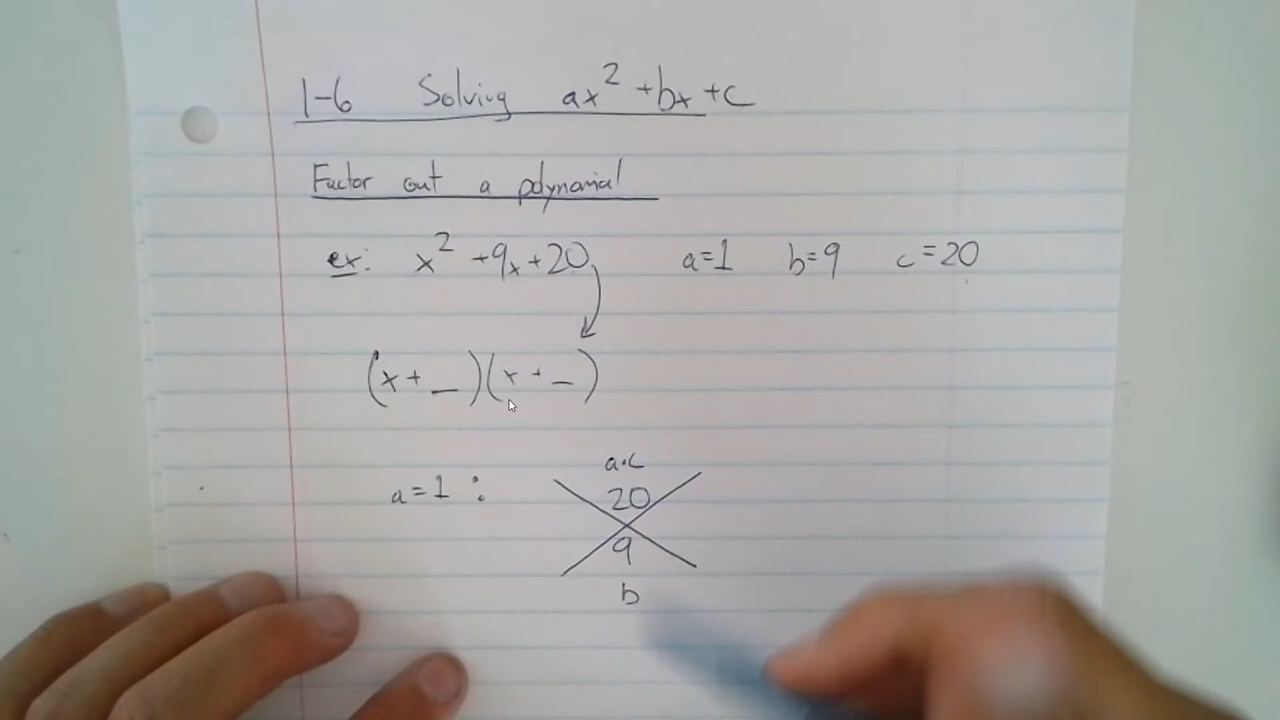 1-6 Solving ax² +bx +c
Factor out a polynomial
ex: x² +9x+20 a=1 b=9 c=20
(x+_)(x+_)
a·c
a=1 : 20
9
b